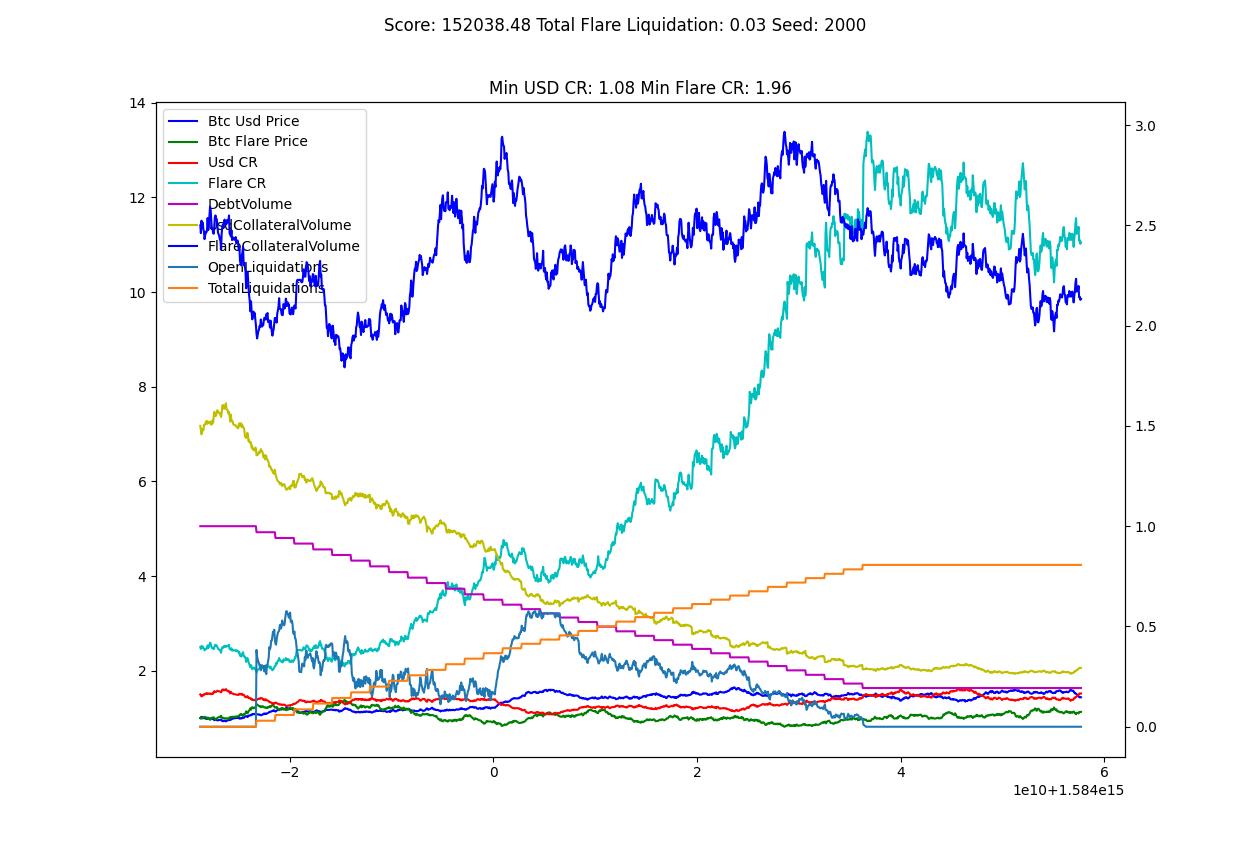 Score: 152038.48 Total Flare Liquidation: 0.03 Seed: 2000
Min USD CR: 1.08 Min Flare CR: 1.96
Btc Usd Price
Btc Flare Price
Usd CR
Flare CR
DebtVolume
CollateralVolume
FlareCollateralVolume
OpenLiquidations
TotalLiquidations
14
12
10
8
6
4
2
3.0
2.5
2.0
1.5
1.0
0.5
0.0
−2
0
2
4
6
1e10+1.584e15